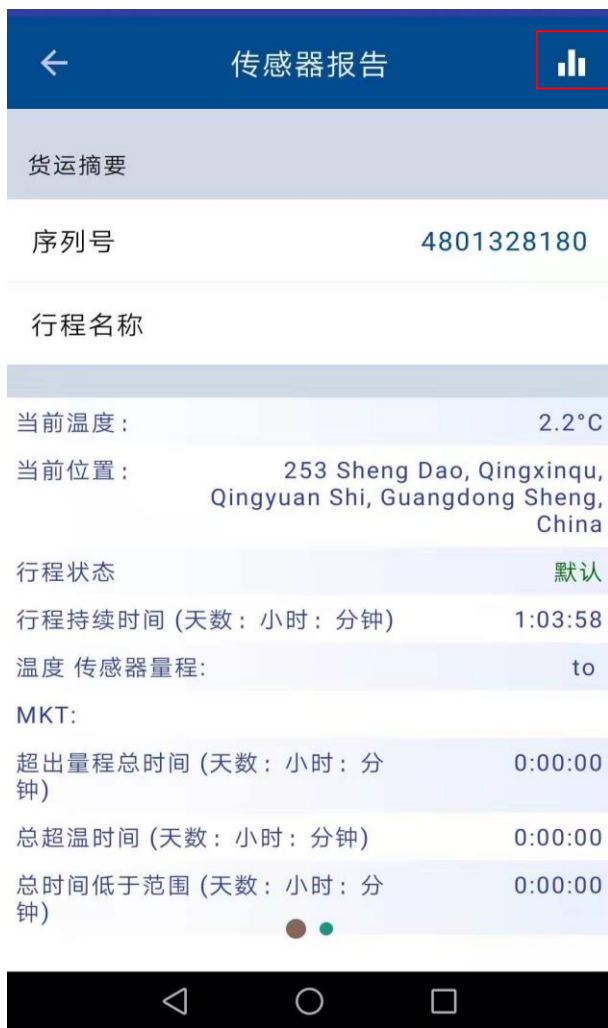 传感器报告
货运摘要
序列号 4801328180
行程名称
当前温度: 2.2°C
当前位置: 253 Sheng Dao, Qingxinqu,
Qingyuan Shi, Guangdong Sheng,
China
行程状态 默认
行程持续时间 (天数: 小时: 分钟) 1:03:58
温度 传感器量程: to
MKT:
超出量程总时间 (天数: 小时: 分 0:00:00
钟)
总超温时间 (天数: 小时: 分钟) 0:00:00
总时间低于范围 (天数: 小时: 分 0:00:00
钟)